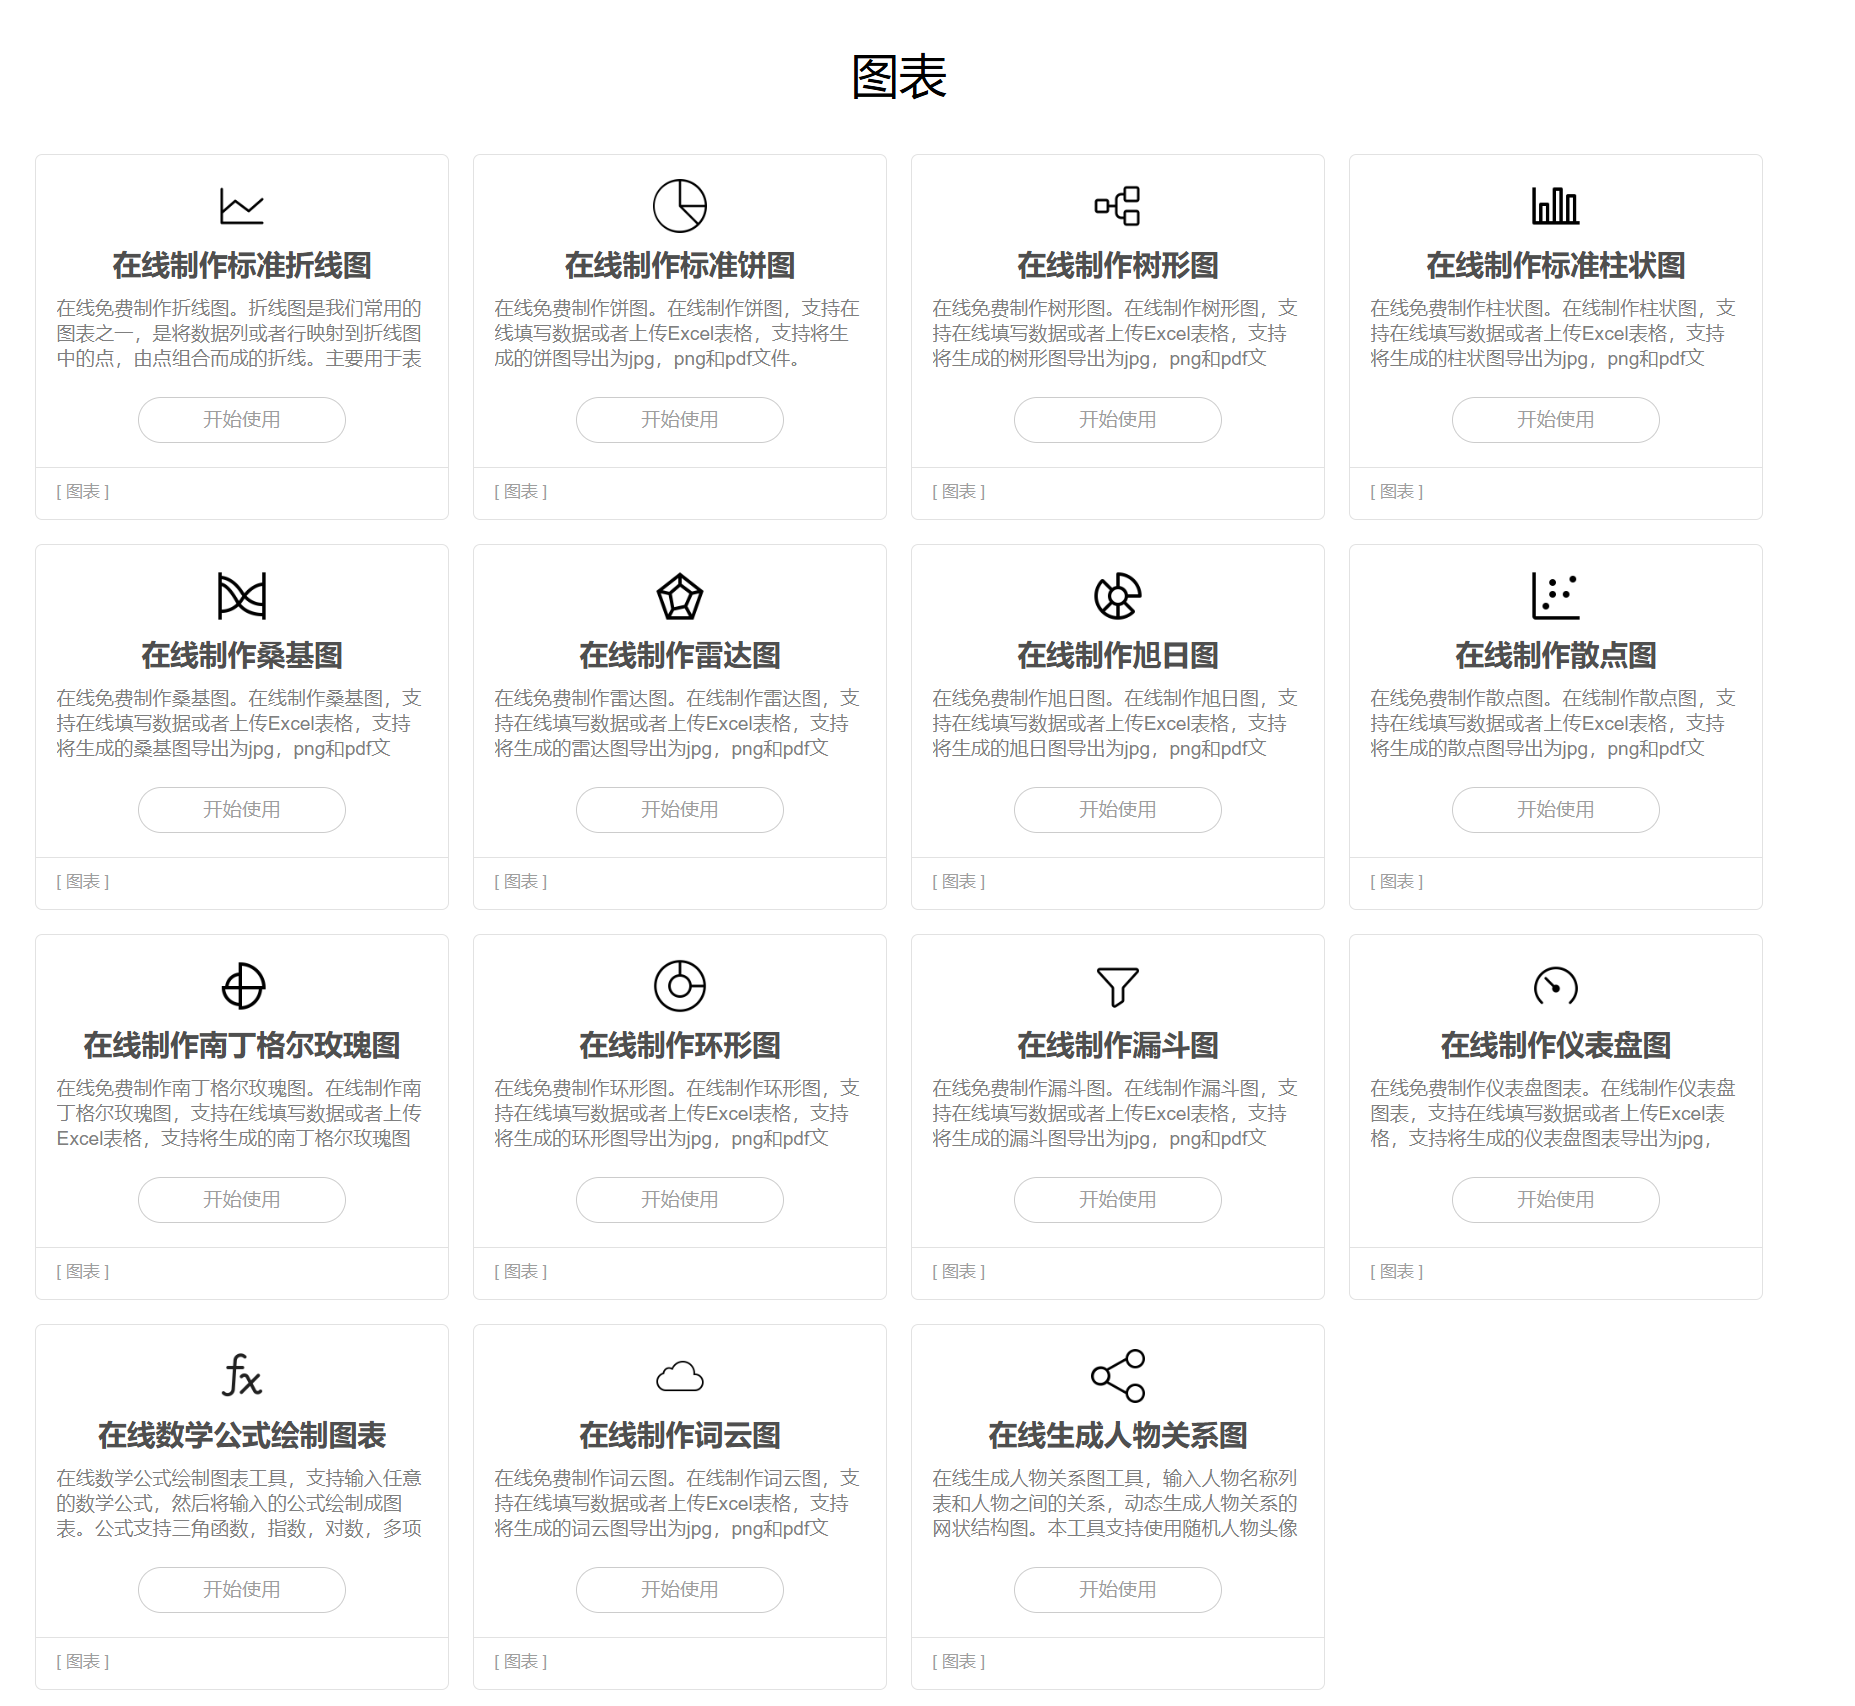 图表
在线制作标准折线图
在线免费制作折线图。折线图是我们常用的
图表之一，是将数据列或者行映射到折线图
中的点，由点组合而成的折线。主要用于表
开始使用
[ 图表 ]
在线制作标准饼图
在线免费制作饼图。在线制作饼图，支持在
线填写数据或者上传Excel表格，支持将生
成的饼图导出为jpg，png和pdf文件。
开始使用
[ 图表 ]
在线制作树形图
在线免费制作树形图。在线制作树形图，支
持在线填写数据或者上传Excel表格，支持
将生成的树形图导出为jpg，png和pdf文
开始使用
[ 图表 ]
在线制作标准柱状图
在线免费制作柱状图。在线制作柱状图，支
持在线填写数据或者上传Excel表格，支持
将生成的柱状图导出为jpg，png和pdf文
开始使用
[ 图表 ]
在线制作桑基图
在线免费制作桑基图。在线制作桑基图，支
持在线填写数据或者上传Excel表格，支持
将生成的桑基图导出为jpg，png和pdf文
开始使用
[ 图表 ]
在线制作雷达图
在线免费制作雷达图。在线制作雷达图，支
持在线填写数据或者上传Excel表格，支持
将生成的雷达图导出为jpg，png和pdf文
开始使用
[ 图表 ]
在线制作旭日图
在线免费制作旭日图。在线制作旭日图，支
持在线填写数据或者上传Excel表格，支持
将生成的旭日图导出为jpg，png和pdf文
开始使用
[ 图表 ]
在线制作散点图
在线免费制作散点图。在线制作散点图，支
持在线填写数据或者上传Excel表格，支持
将生成的散点图导出为jpg，png和pdf文
开始使用
[ 图表 ]
在线制作南丁格尔玫瑰图
在线免费制作南丁格尔玫瑰图。在线制作南
丁格尔玫瑰图，支持在线填写数据或者上传
Excel表格，支持将生成的南丁格尔玫瑰图
开始使用
[ 图表 ]
在线制作环形图
在线免费制作环形图。在线制作环形图，支
持在线填写数据或者上传Excel表格，支持
将生成的环形图导出为jpg，png和pdf文
开始使用
[ 图表 ]
在线制作漏斗图
在线免费制作漏斗图。在线制作漏斗图，支
持在线填写数据或者上传Excel表格，支持
将生成的漏斗图导出为jpg，png和pdf文
开始使用
[ 图表 ]
在线制作仪表盘图
在线免费制作仪表盘图表。在线制作仪表盘
图表，支持在线填写数据或者上传Excel表
格，支持将生成的仪表盘图表导出为jpg，
开始使用
[ 图表 ]
fx
在线数学公式绘制图表
在线数学公式绘制图表工具，支持输入任意
的数学公式，然后将输入的公式绘制成图
表。公式支持三角函数，指数，对数，多项
开始使用
[ 图表 ]
在线制作词云图
在线免费制作词云图。在线制作词云图，支
持在线填写数据或者上传Excel表格，支持
将生成的词云图导出为jpg，png和pdf文
开始使用
[ 图表 ]
在线生成人物关系图
在线生成人物关系图工具，输入人物名称列
表和人物之间的关系，动态生成人物关系的
网状结构图。本工具支持使用随机人物头像
开始使用
[ 图表 ]